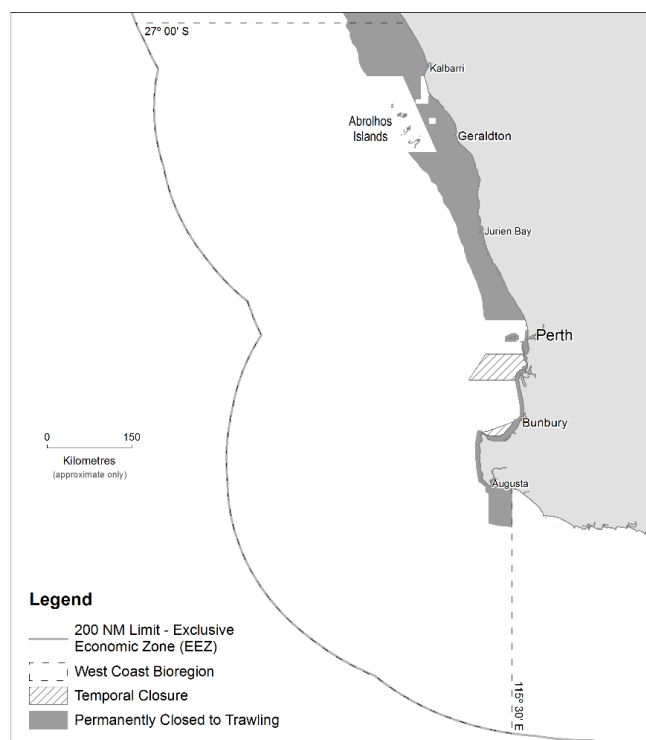 27° 00' S
Kalbarri
Abrolhos
Islands
Geraldton
Jurien Bay
Perth
0 150
Kilometres
(approximate only)
Bunbury
Augusta
115° 30' E
Legend
200 NM Limit - Exclusive
Economic Zone (EEZ)
West Coast Bioregion
Temporal Closure
Permanently Closed to Trawling